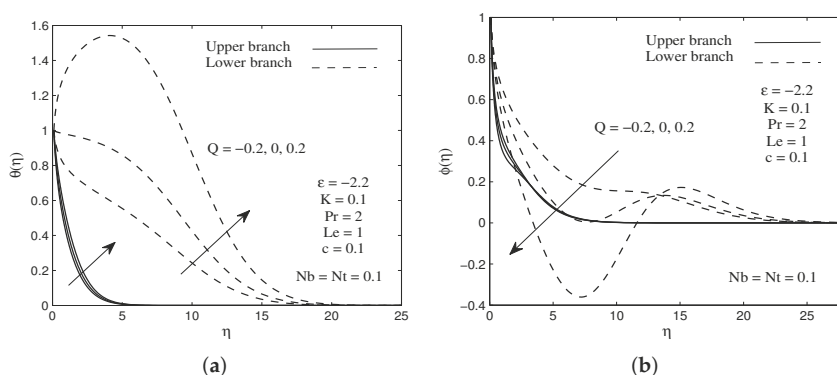 1.6
1.4
1.2
1
0.8
0.6
0.4
0.2
0
θ(η)
Upper branch
Lower branch
Q = −0.2, 0, 0.2
ε = −2.2
K = 0.1
Pr = 2
Le = 1
c = 0.1
Nb = Nt = 0.1
0 5 10 15 20 25
η
(a)
1
0.8
0.6
0.4
0.2
0
−0.2
−0.4
ϕ(η)
Upper branch
Lower branch
ε = −2.2
K = 0.1
Pr = 2
Le = 1
c = 0.1
Q = −0.2, 0, 0.2
Nb = Nt = 0.1
0 5 10 15 20 25
η
(b)